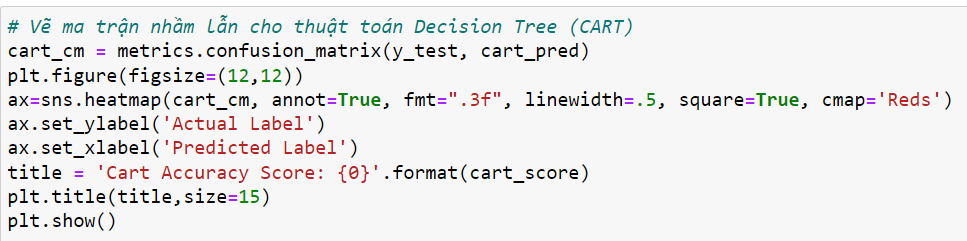 # Vẽ ma trận nhầm lẫn cho thuật toán Decision Tree (CART)
cart_cm = metrics.confusion_matrix(y_test, cart_pred)
plt.figure(figsize=(12,12))
ax=sns.heatmap(cart_cm, annot=True, fmt=".3f", linewidth=.5, square=True, cmap='Reds')
ax.set_ylabel('Actual Label')
ax.set_xlabel('Predicted Label')
title = 'Cart Accuracy Score: {0}'.format(cart_score)
plt.title(title,size=15)
plt.show()